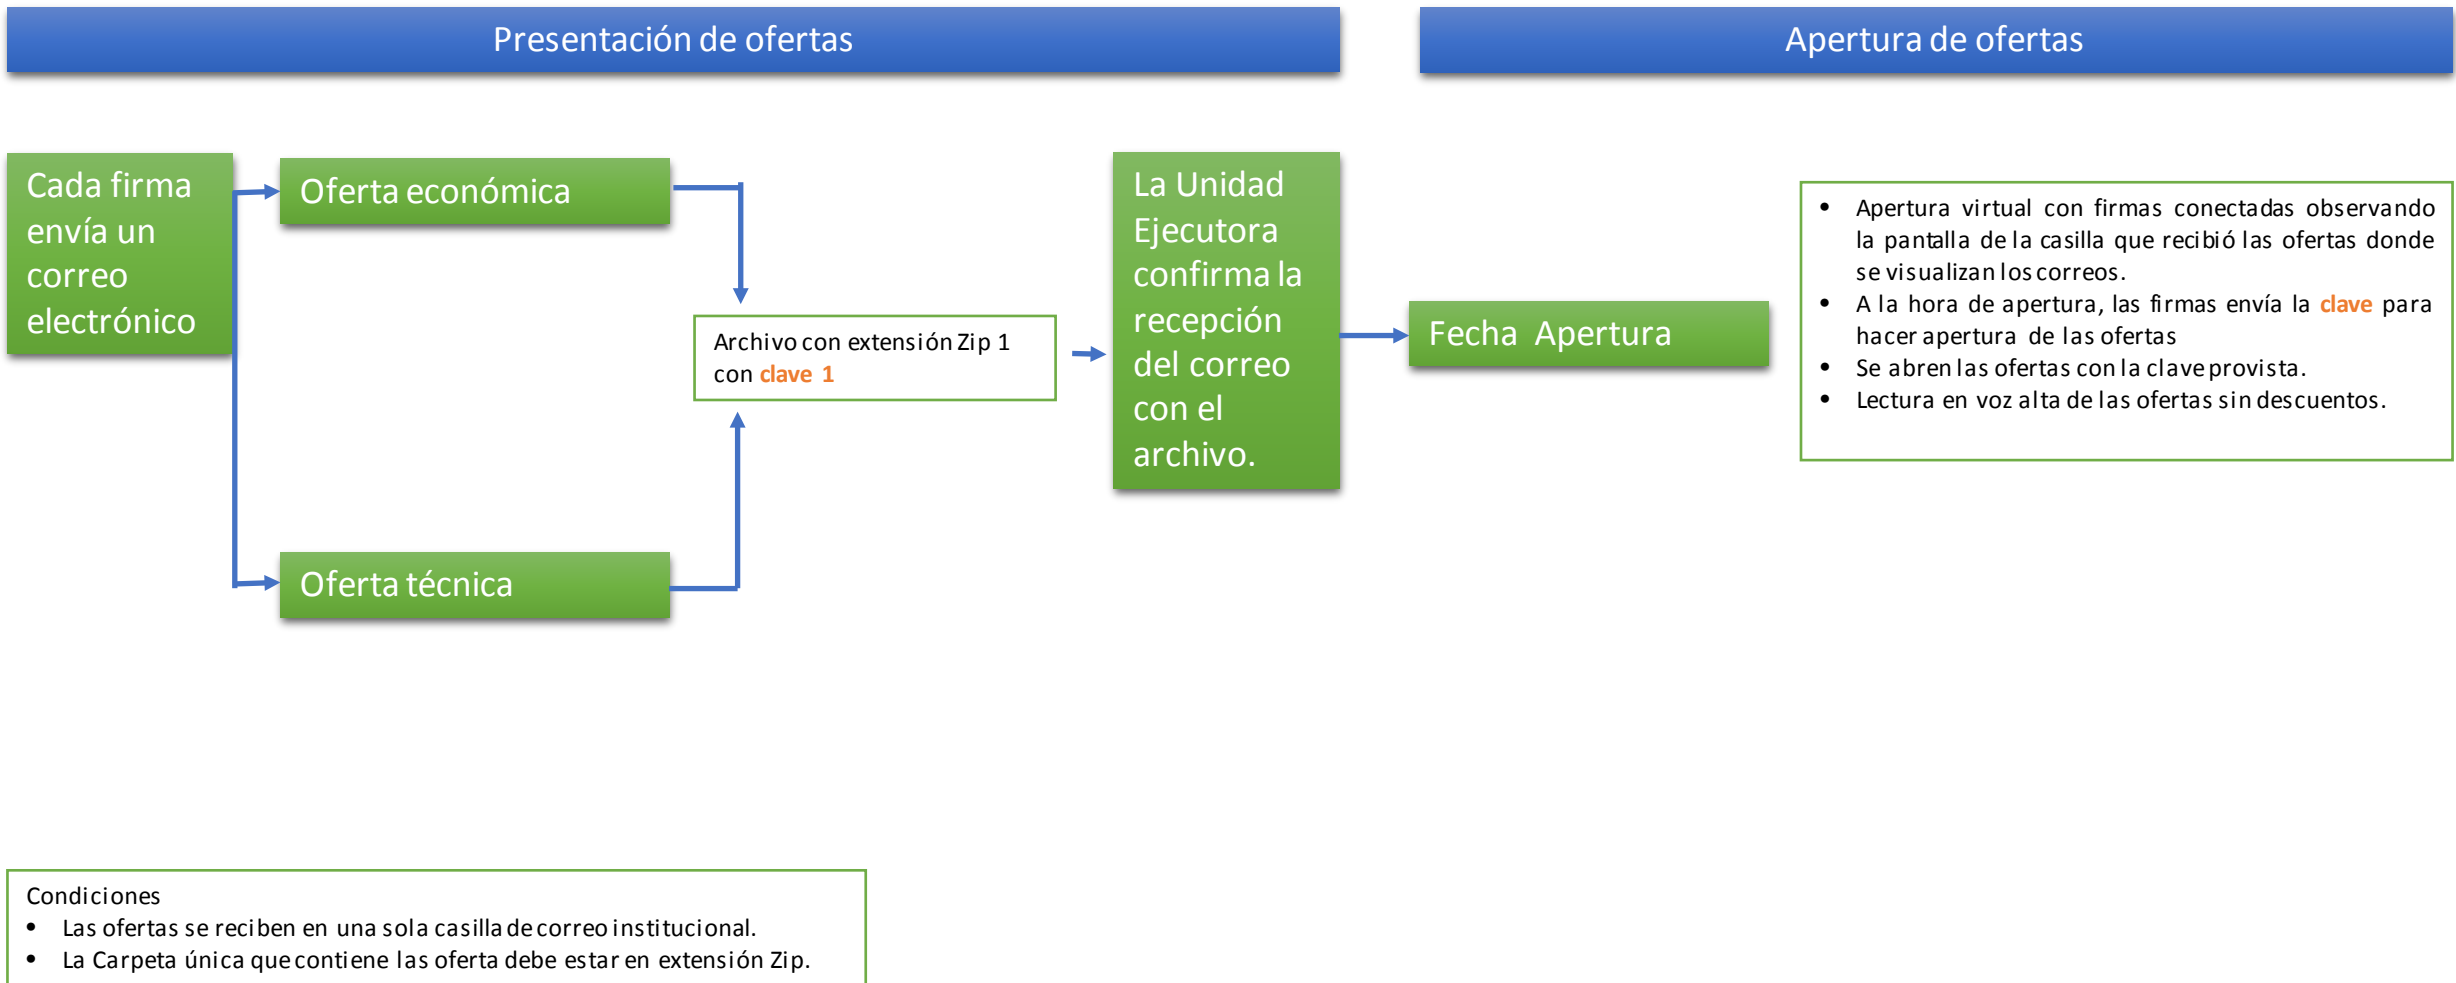 Presentación de ofertas
Apertura de ofertas
Cada firma
envía un
correo
electrónico
Oferta económica
Oferta técnica
Archivo con extensión Zip 1
con clave 1
La Unidad
Ejecutora
confirma la
recepción
del correo
con el
archivo.
Fecha Apertura
• Apertura virtual con firmas conectadas observando
la pantalla de la casilla que recibió las ofertas donde
se visualizan los correos.
• A la hora de apertura, las firmas envía la clave para
hacer apertura de las ofertas
• Se abren las ofertas con la clave provista.
• Lectura en voz alta de las ofertas sin descuentos.
Condiciones
• Las ofertas se reciben en una sola casilla de correo institucional.
• La Carpeta única que contiene las oferta debe estar en extensión Zip.